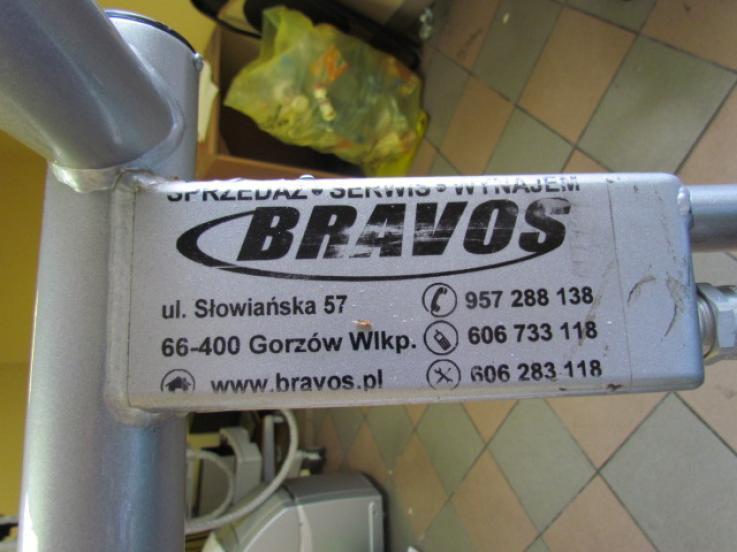 SPRZEDAŻ • SERWIS • WYNAJEM
BRAVOS
ul. Słowiańska 57
66-400 Gorzów Wlkp.
www.bravos.pl
957 288 138
606 733 118
606 283 118